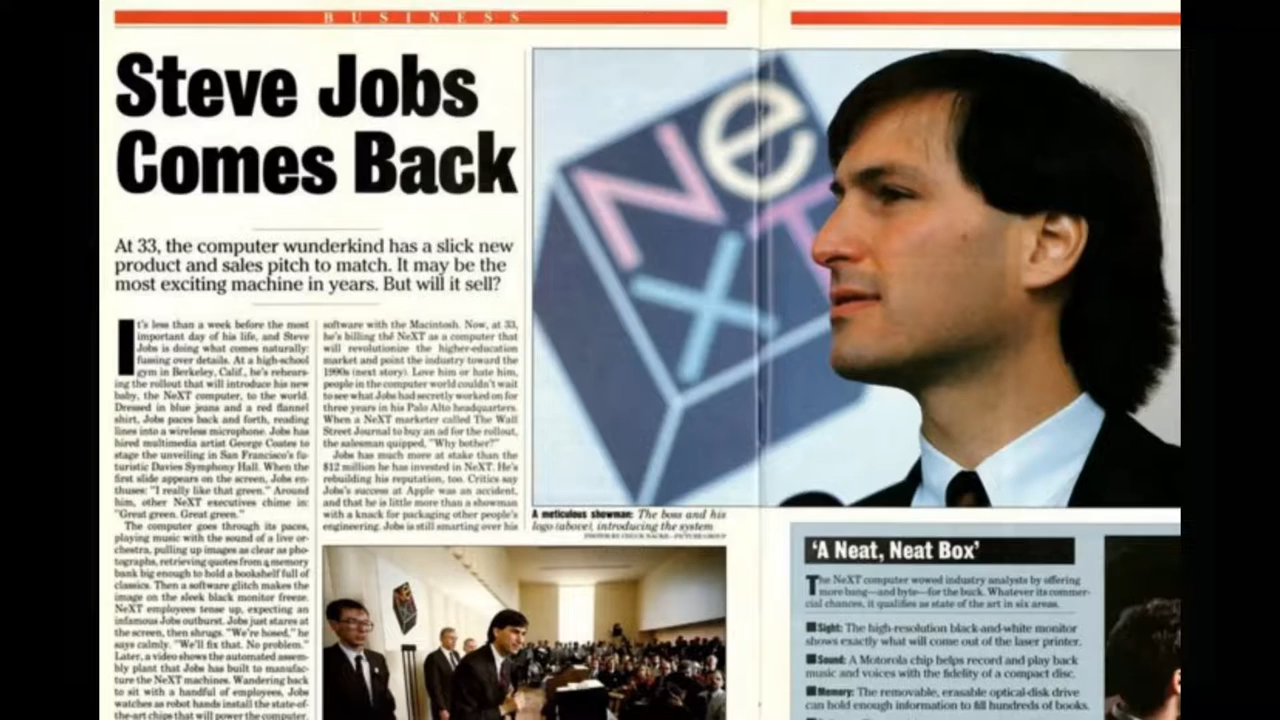 BUSINESS
Steve Jobs
Comes Back
At 33, the computer wunderkind has a slick new
product and sales pitch to match. It may be the
most exciting machine in years. But will it sell?
It's less than a week before the most
important day of his life, and Steve
Jobs is doing what comes naturally:
fussing over details. At a high-school
gym in Berkeley, Calif., he's rehears-
ing the rollout that will introduce his new
baby, the NeXT computer, to the world.
Dressed in blue jeans and a red flannel
shirt, Jobs paces back and forth, reading
lines into a wireless microphone. Jobs has
hired multimedia artist George Coates to
stage the unveiling in San Francisco's fu-
turistic Davies Symphony Hall. When the
first slide appears on the screen, Jobs en-
thuses: "I really like that green." Around
him, other NeXT executives chime in:
"Great green. Great green."
The computer goes through its paces,
playing music with the sound of a live or-
chestra, pulling up images as clear as pho-
tographs, retrieving quotes from a memory
bank big enough to hold a bookshelf full of
classics. Then a software glitch makes the
image on the sleek black monitor freeze.
NeXT employees tense up, expecting an
infamous Jobs outburst. Jobs just stares at
the screen, then shrugs. "We're hosed," he
says calmly. "We'll fix that. No problem."
Later, a video shows the automated assem-
bly plant that Jobs has built to manufac-
ture the NeXT machines. Wandering back
to sit with a handful of employees, Jobs
watches as robot hands install the state-of-
the-art chips that will power the computer.
software with the Macintosh. Now, at 33,
he's billing the NeXT as a computer that
will revolutionize the higher-education
market and point the industry toward the
1990s (next story). Love him or hate him,
people in the computer world couldn't wait
to see what Jobs had secretly worked on for
three years in his Palo Alto headquarters.
When a NeXT marketer called The Wall
Street Journal to buy an ad for the rollout,
the salesman quipped, "Why bother?"
Jobs has much more at stake than the
$12 million he has invested in NeXT. He's
rebuilding his reputation, too. Critics say
Jobs's success at Apple was an accident,
and that he is little more than a showman
with a knack for packaging other people's
engineering. Jobs is still smarting over his
NeXT
A meticulous showman: The boss and his
logo (above), introducing the system
'A Neat, Neat Box'
The NeXT computer wowed industry analysts by offering
more bang—and byte—for the buck. Whatever its commer-
cial chances, it qualifies as state of the art in six areas.
■ Sight: The high-resolution black-and-white monitor
shows exactly what will come out of the laser printer.
■ Sound: A Motorola chip helps record and play back
music and voices with the fidelity of a compact disc.
■ Memory: The removable, erasable optical-disk drive
can hold enough information to fill hundreds of books.